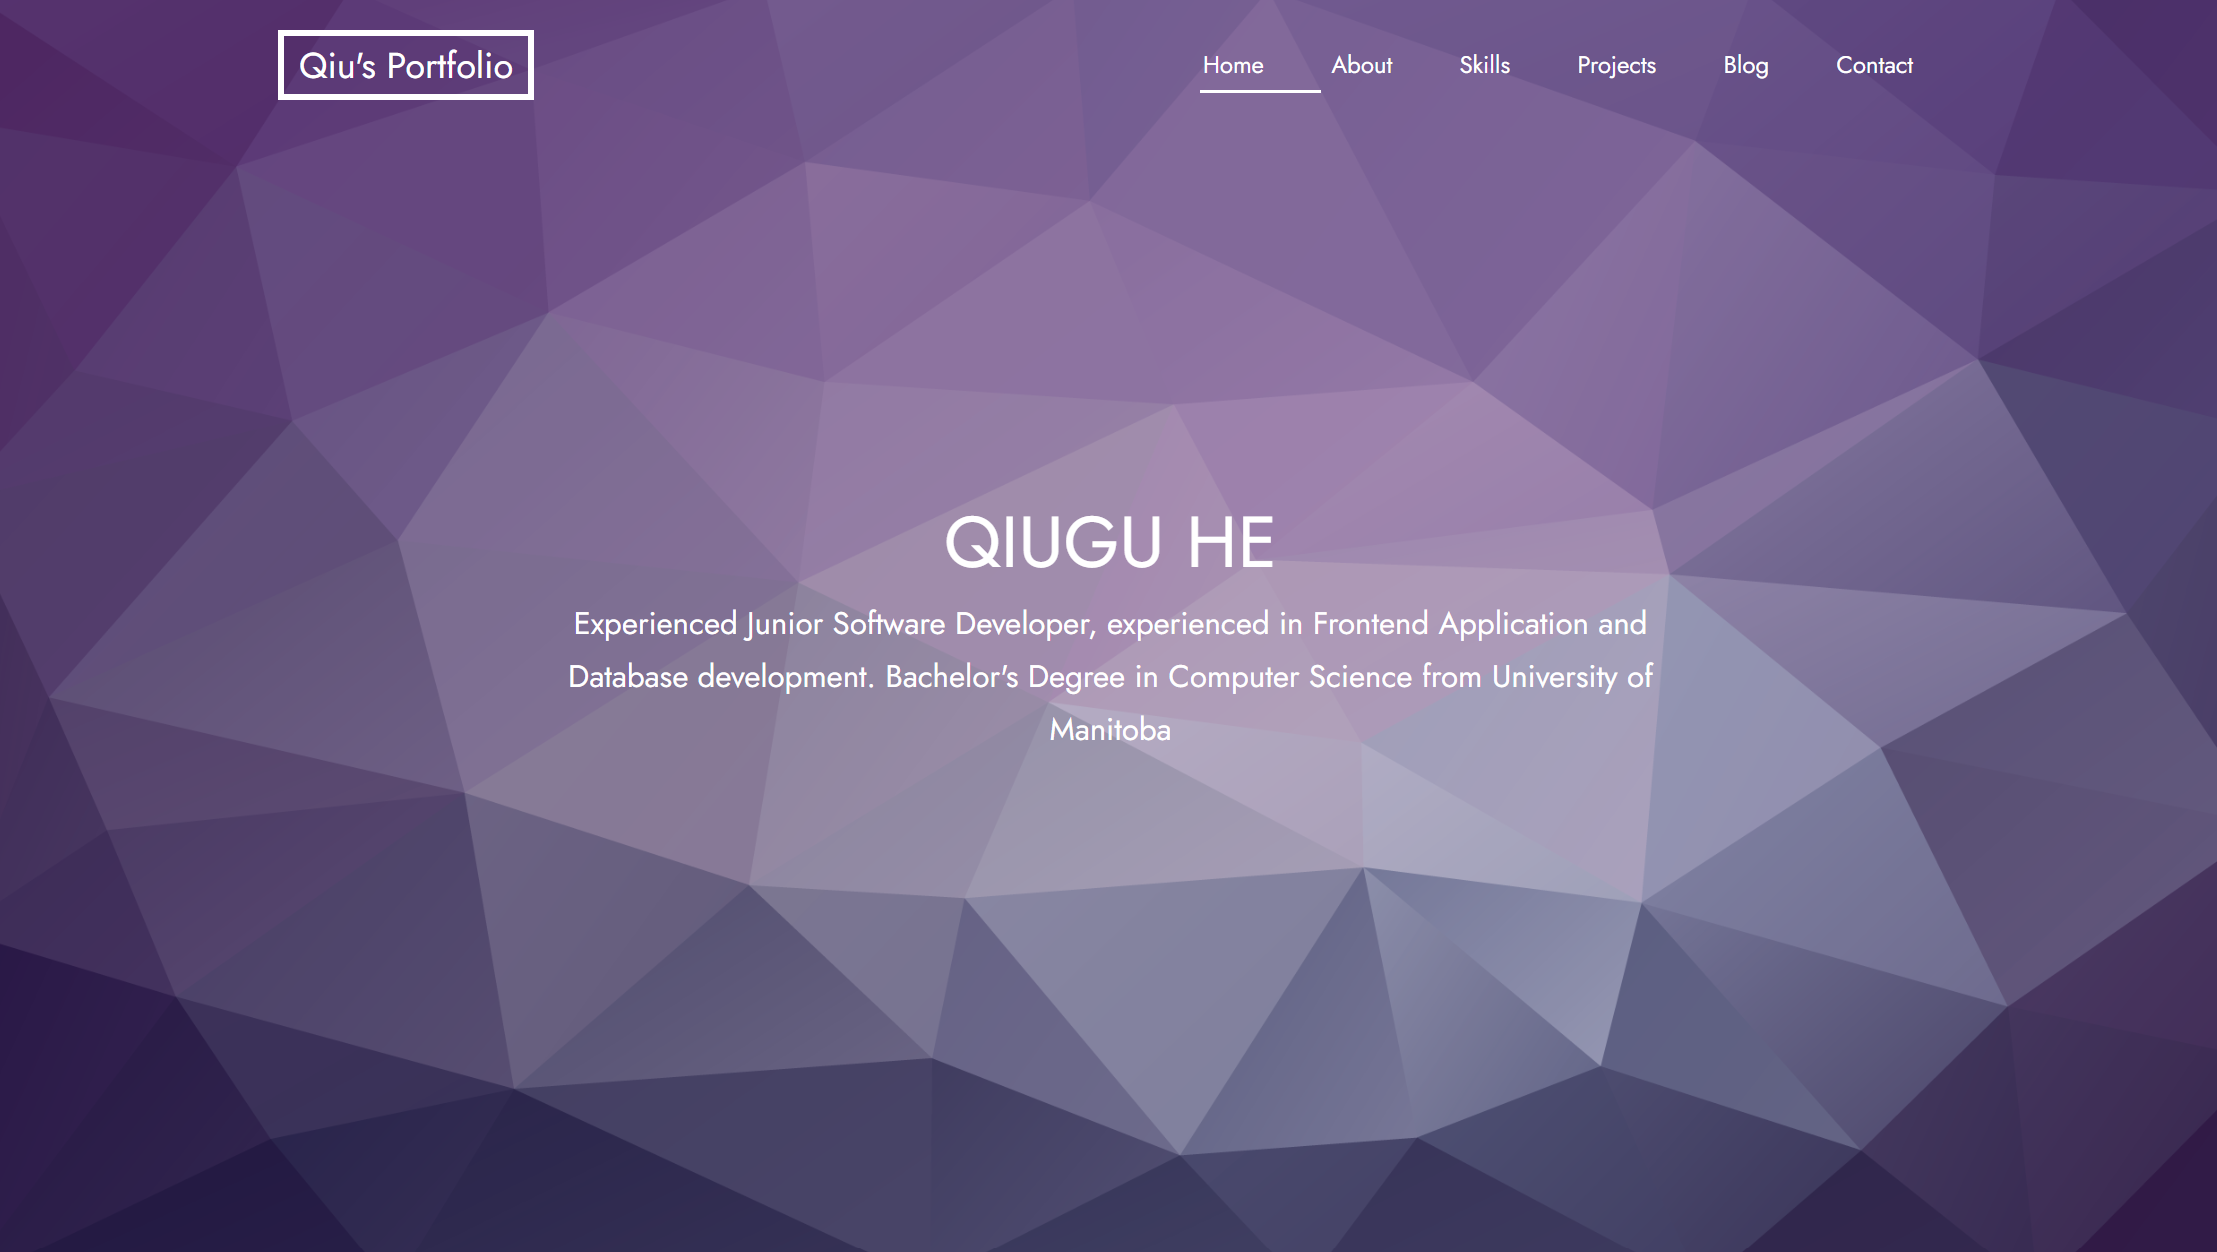 Qiu's Portfolio
Home About Skills Projects Blog Contact
QIUGU HE
Experienced Junior Software Developer, experienced in Frontend Application and
Database development. Bachelor's Degree in Computer Science from University of
Manitoba